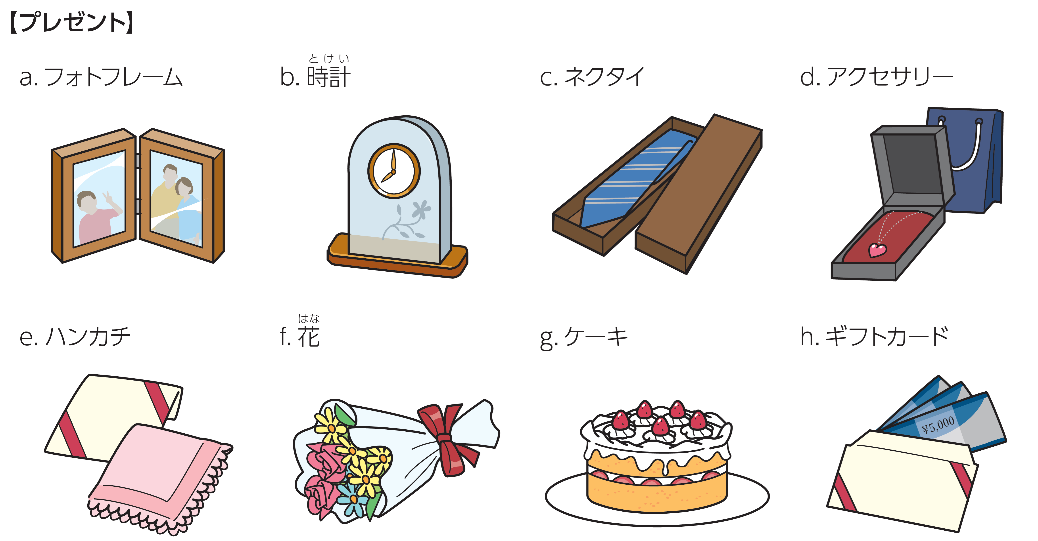 【プレゼント】
a. フォトフレーム
b. 時計
とけい
c. ネクタイ
d. アクセサリー
e. ハンカチ
f. 花
はな
g. ケーキ
h. ギフトカード
¥5,000